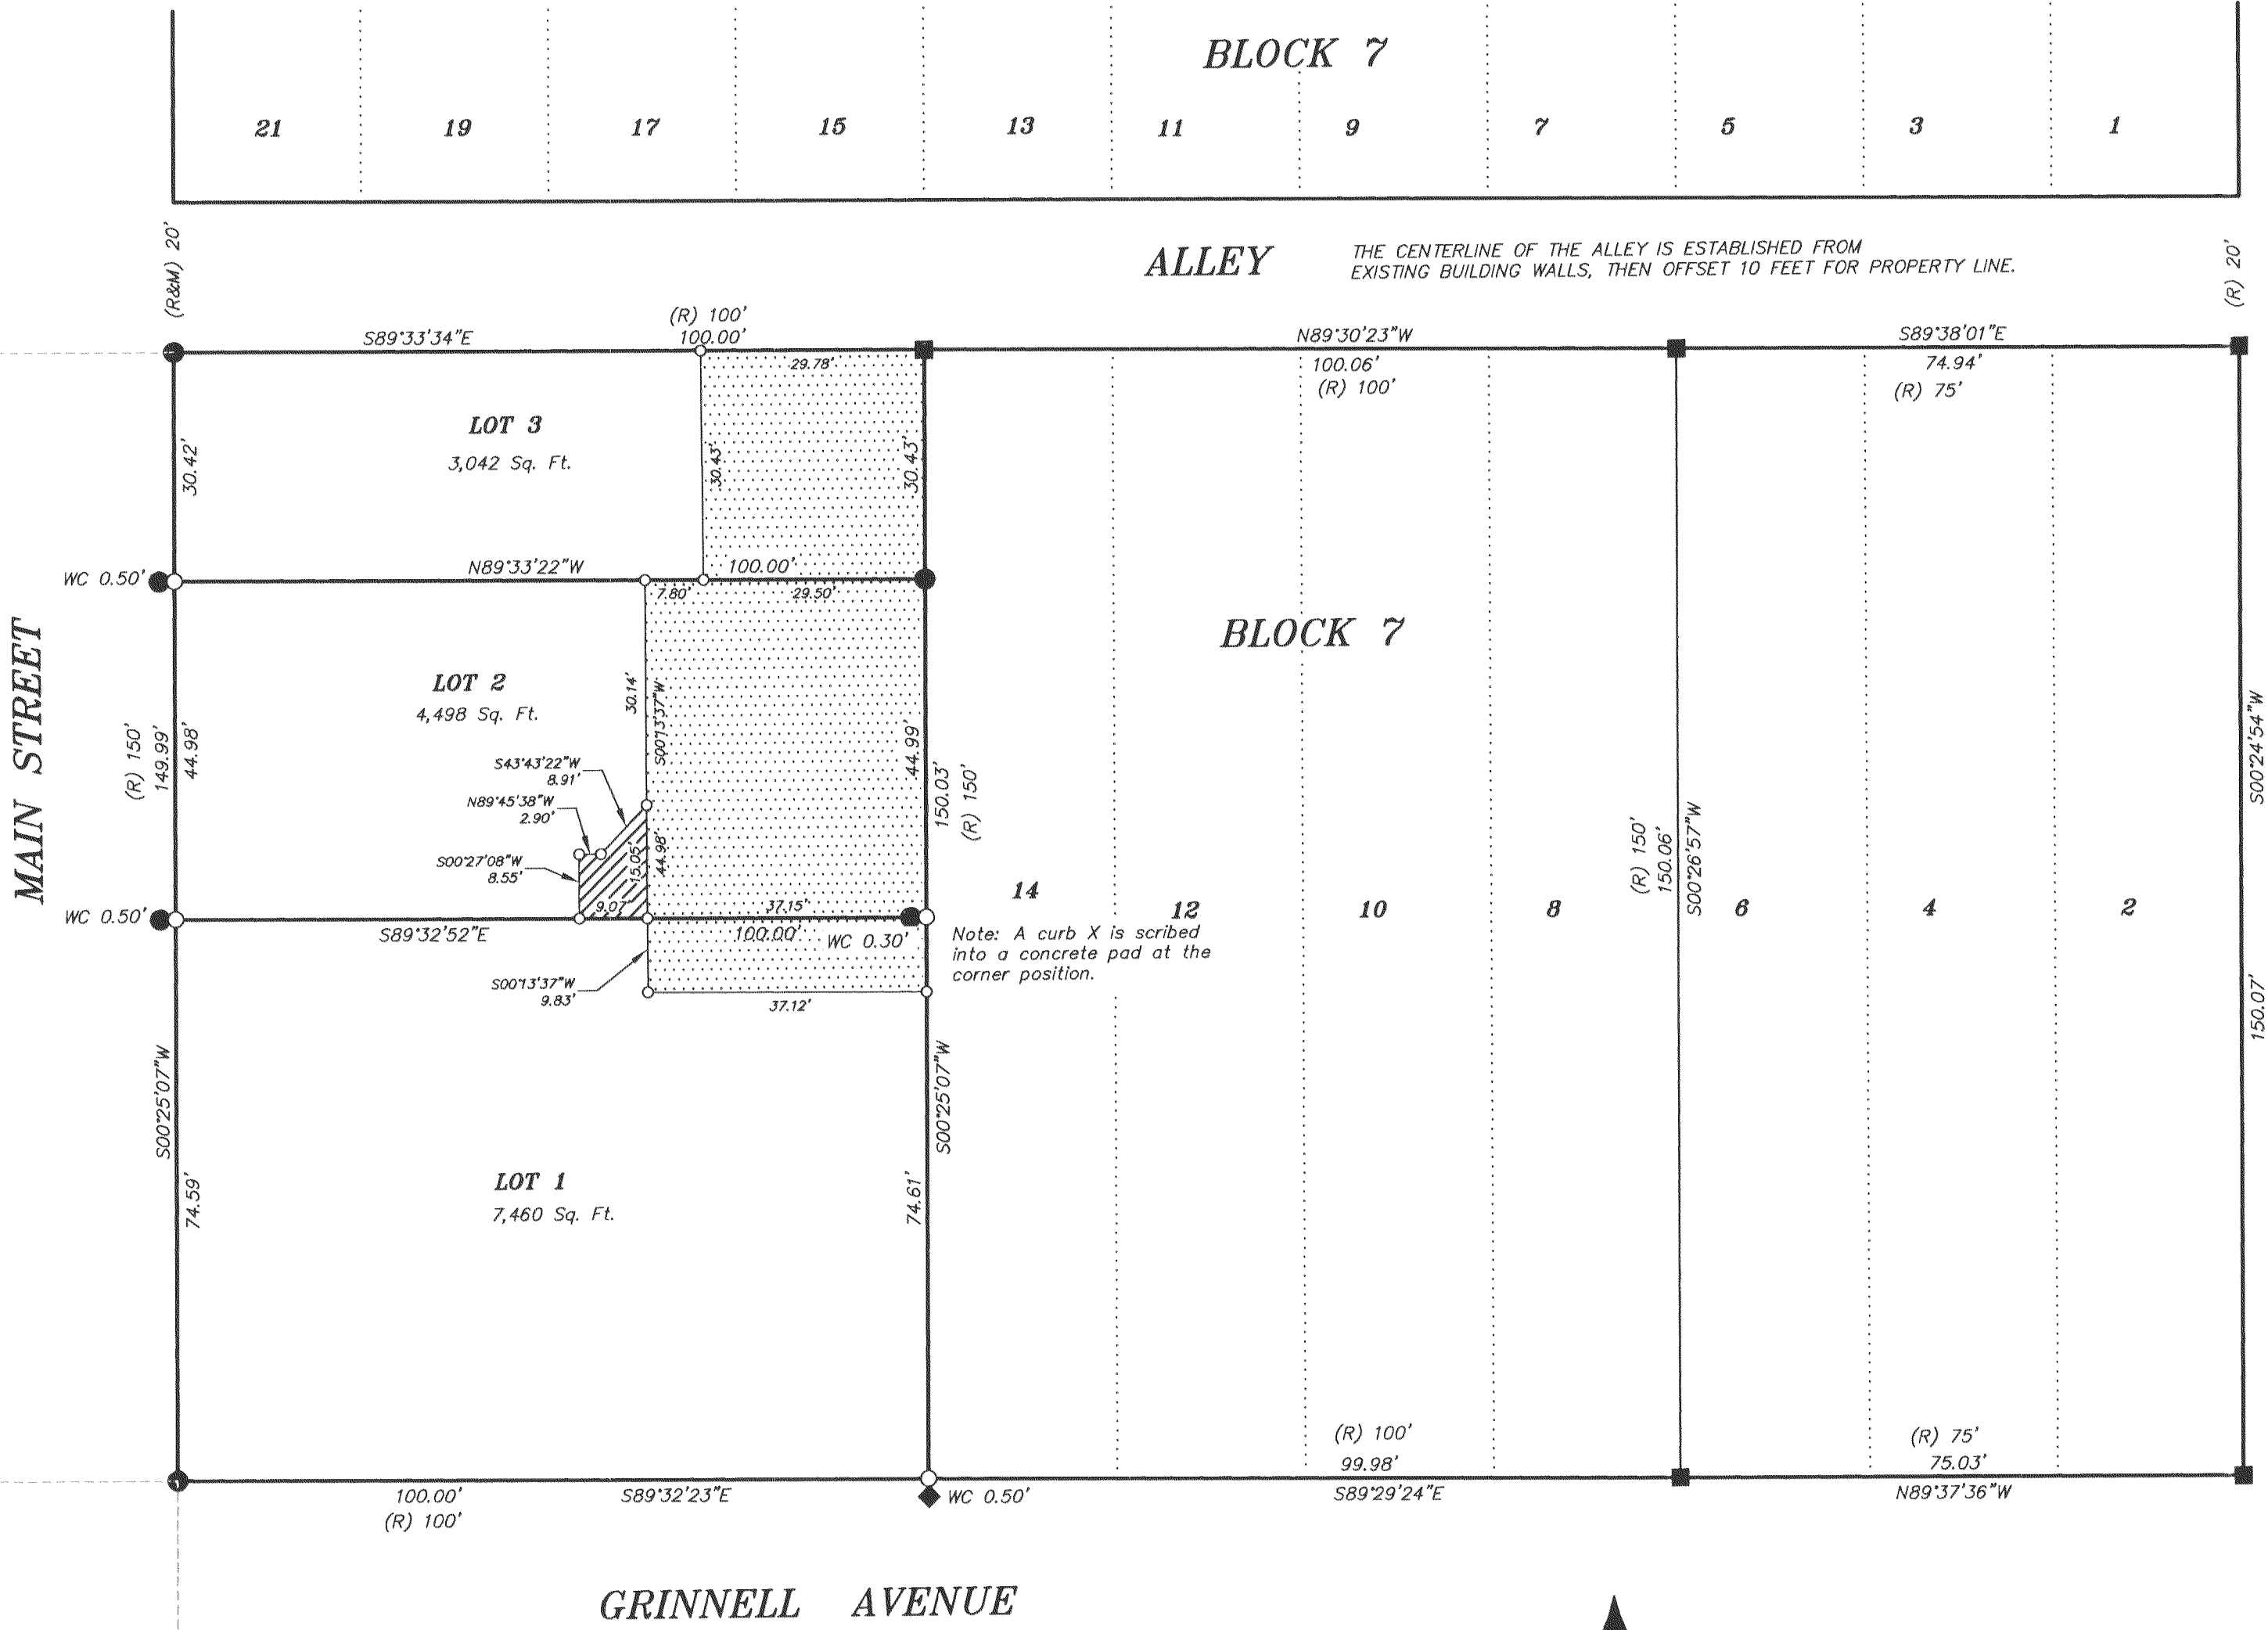 BLOCK 7
21 19 17 15 13 11 9 7 5 3 1
(R&M) 20'
ALLEY
THE CENTERLINE OF THE ALLEY IS ESTABLISHED FROM
EXISTING BUILDING WALLS, THEN OFFSET 10 FEET FOR PROPERTY LINE.
(R) 20'
(R) 100'
S89°33'34"E
100.00'
29.78'
N89°30'23"W
100.06'
(R) 100'
S89°38'01"E
74.94'
(R) 75'
LOT 3
3,042 Sq. Ft.
30.42'
30.43'
30.43'
WC 0.50'
N89°33'22"W
100.00'
7.80'
29.50'
MAIN STREET
LOT 2
4,498 Sq. Ft.
(R) 150'
149.99'
44.98'
30.14'
S00°13'37"W
44.99'
150.03'
(R) 150'
BLOCK 7
S43°43'22"W
8.91'
N89°45'38"W
2.90'
S00°27'08"W
8.55'
15.05'
44.98'
9.07'
37.15'
WC 0.50'
S89°32'52"E
100.00'
WC 0.30'
S00°13'37"W
9.83'
37.12'
14 12 10 8 6 4 2
Note: A curb X is scribed
into a concrete pad at the
corner position.
(R) 150'
150.06'
S00°26'57"W
S00°24'54"W
150.07'
S00°25'07"W
74.59'
LOT 1
7,460 Sq. Ft.
74.61'
S00°25'07"W
100.00'
(R) 100'
S89°32'23"E
WC 0.50'
(R) 100'
99.98'
S89°29'24"E
(R) 75'
75.03'
N89°37'36"W
GRINNELL AVENUE